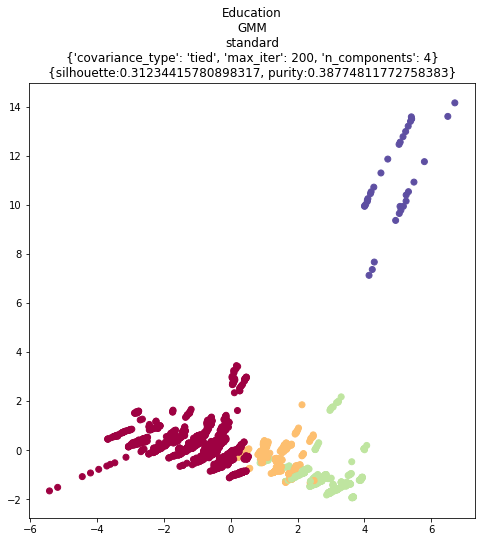 Education
GMM
standard
{'covariance_type': 'tied', 'max_iter': 200, 'n_components': 4}
{silhouette:0.31234415780898317, purity:0.38774811772758383}
14
12
10
8
6
4
2
0
−2
−6 −4 −2 0 2 4 6